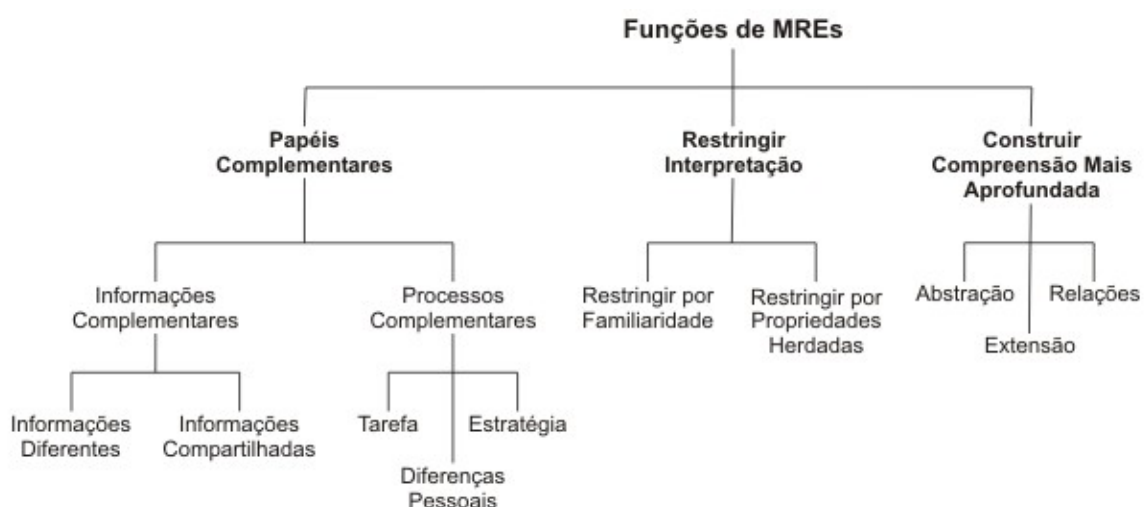 Funções de MREs
Papéis
Complementares
Restringir
Interpretação
Construir
Compreensão Mais
Aprofundada
Informações
Complementares
Processos
Complementares
Restringir por
Familiaridade
Restringir por
Propriedades
Herdadas
Abstração
Relações
Extensão
Informações
Diferentes
Informações
Compartilhadas
Tarefa
Estratégia
Diferenças
Pessoais